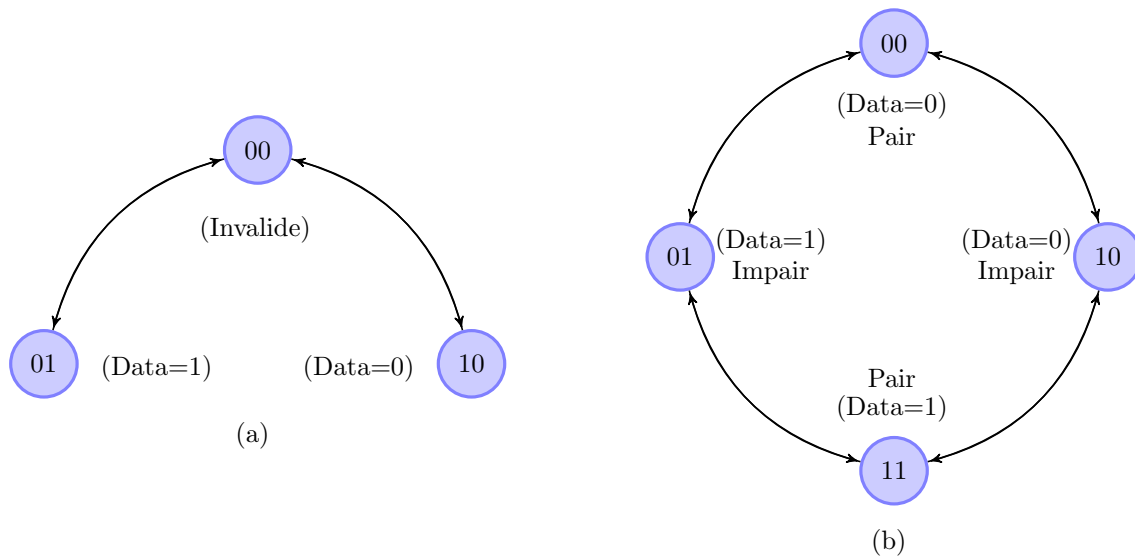 00
(Invalide)
01
(Data=1)
(Data=0)
10
(a)
00
(Data=0)
Pair
01
(Data=1)
Impair
(Data=0)
Impair
10
Pair
(Data=1)
11
(b)